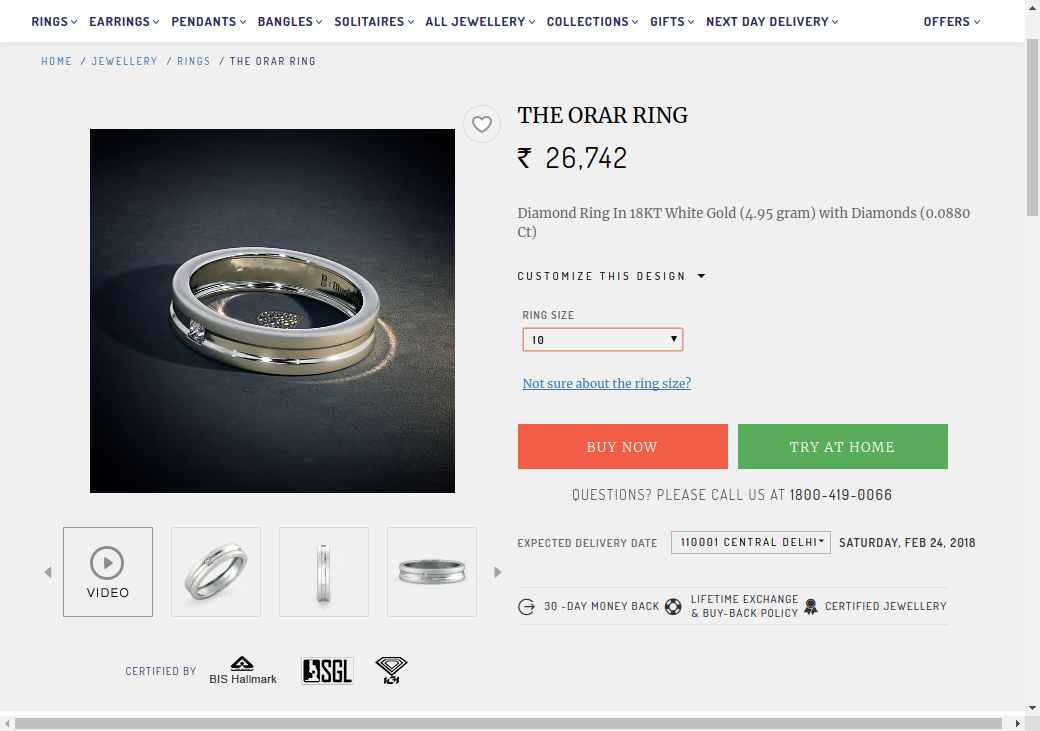 RINGS EARRINGS PENDANTS BANGLES SOLITAIRES ALL JEWELLERY COLLECTIONS GIFTS NEXT DAY DELIVERY OFFERS
HOME / JEWELLERY / RINGS / THE ORAR RING
THE ORAR RING
₹ 26,742
Diamond Ring In 18KT White Gold (4.95 gram) with Diamonds (0.0880
Ct)
CUSTOMIZE THIS DESIGN
RING SIZE
10
Not sure about the ring size?
BUY NOW TRY AT HOME
QUESTIONS? PLEASE CALL US AT 1800-419-0066
EXPECTED DELIVERY DATE 110001 CENTRAL DELHI SATURDAY, FEB 24, 2018
VIDEO
30 -DAY MONEY BACK
LIFETIME EXCHANGE
& BUY-BACK POLICY
CERTIFIED JEWELLERY
CERTIFIED BY
BIS Hallmark
SGL